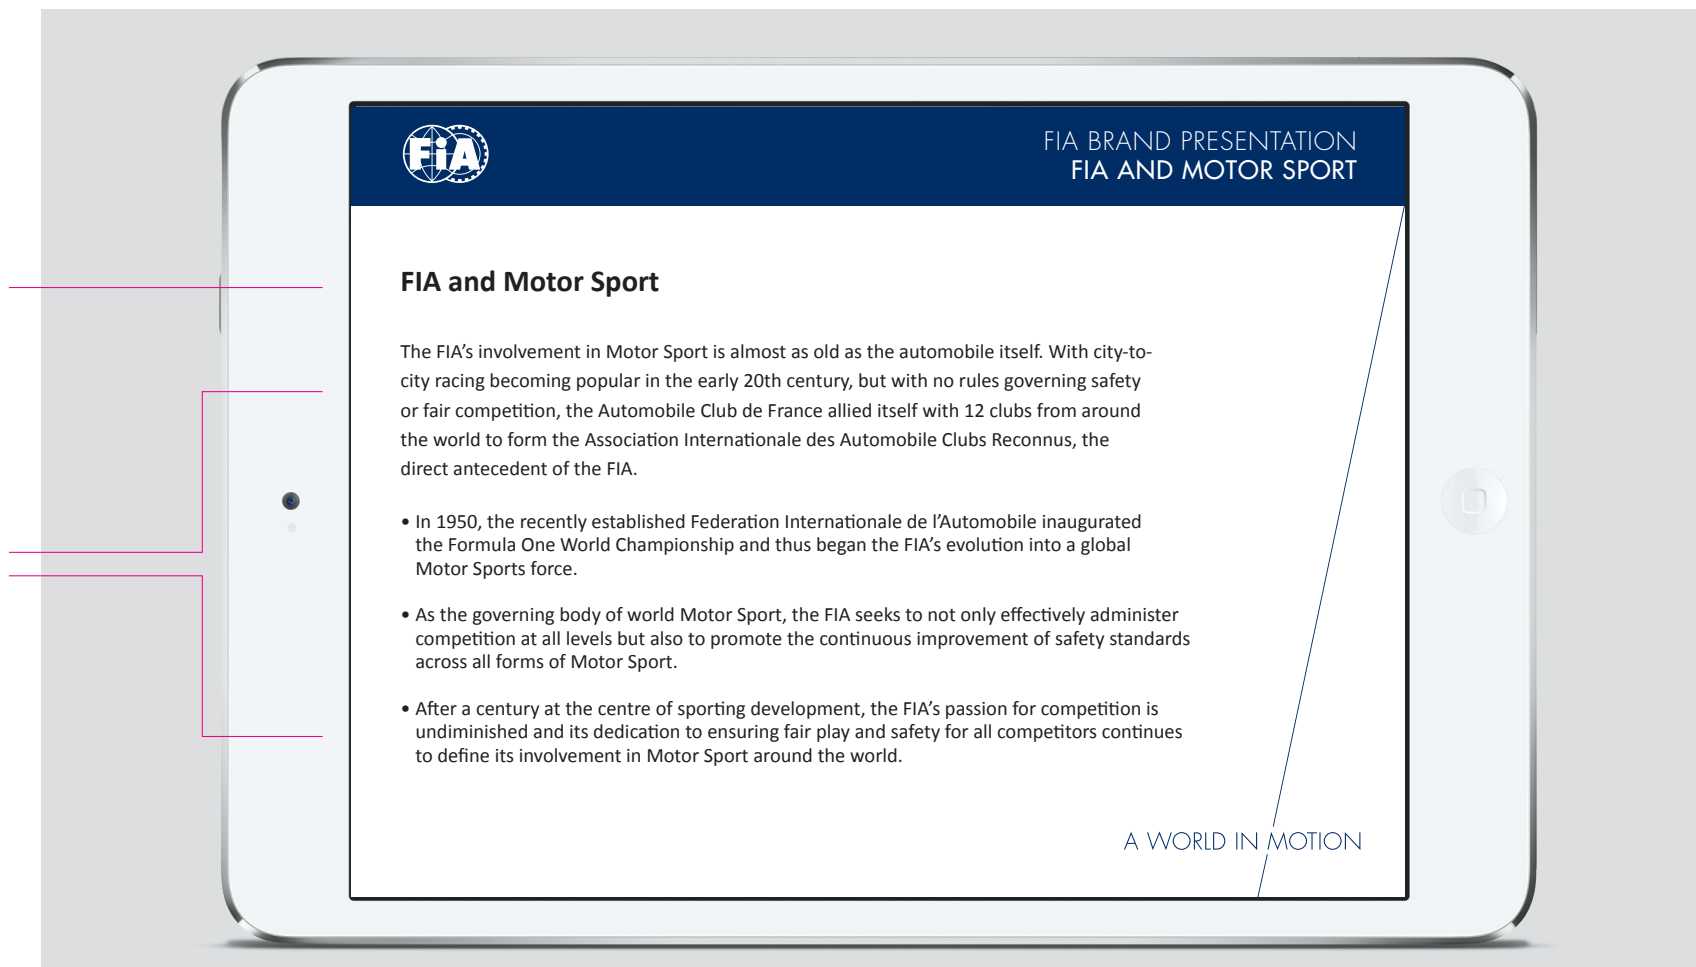 FIA
FIA BRAND PRESENTATION
FIA AND MOTOR SPORT
FIA and Motor Sport
The FIA’s involvement in Motor Sport is almost as old as the automobile itself. With city-to-
city racing becoming popular in the early 20th century, but with no rules governing safety
or fair competition, the Automobile Club de France allied itself with 12 clubs from around
the world to form the Association Internationale des Automobile Clubs Reconnus, the
direct antecedent of the FIA.
• In 1950, the recently established Federation Internationale de l’Automobile inaugurated
the Formula One World Championship and thus began the FIA’s evolution into a global
Motor Sports force.
• As the governing body of world Motor Sport, the FIA seeks to not only effectively administer
competition at all levels but also to promote the continuous improvement of safety standards
across all forms of Motor Sport.
• After a century at the centre of sporting development, the FIA’s passion for competition is
undiminished and its dedication to ensuring fair play and safety for all competitors continues
to define its involvement in Motor Sport around the world.
A WORLD IN MOTION